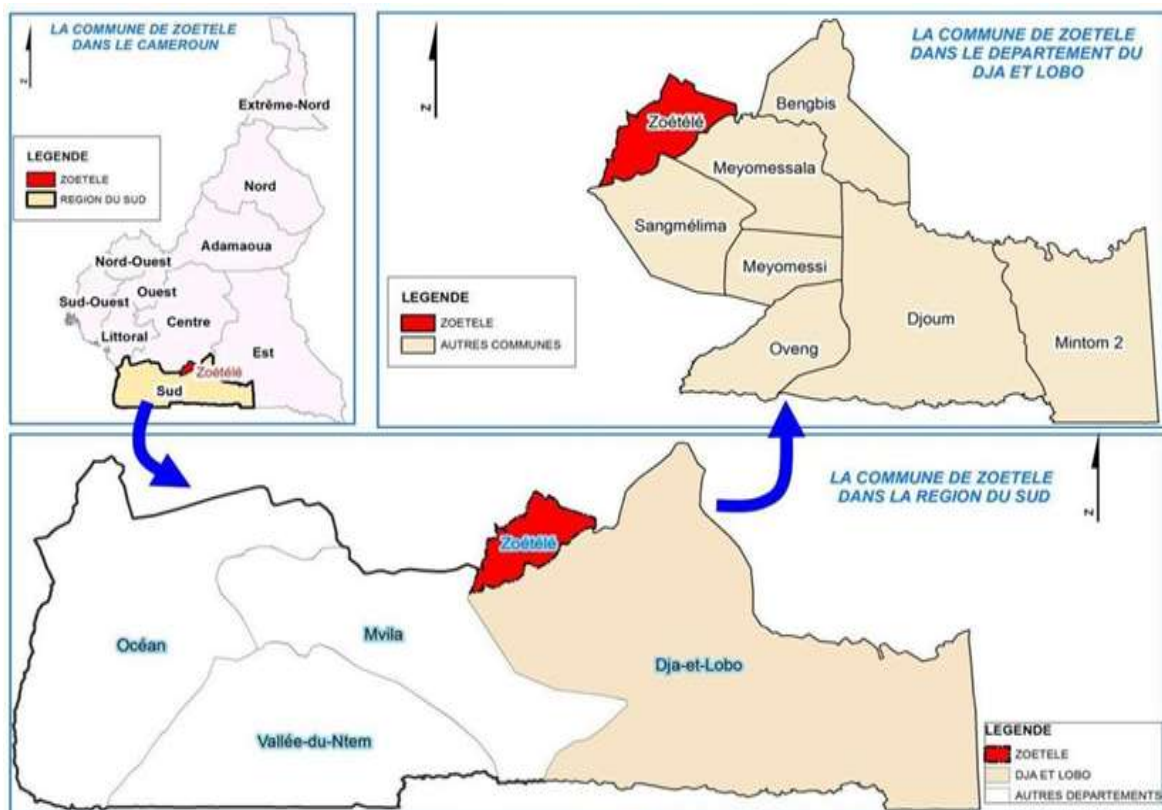 LA COMMUNE DE ZOETELE
DANS LE CAMEROUN
N
Extrême-Nord
LEGENDE
ZOETELE
REGION DU SUD
Nord
Adamaoua
Nord-Ouest
Ouest
Sud-Ouest
Centre
Littoral
Est
Zoétélé
Sud
LA COMMUNE DE ZOETELE
DANS LE DEPARTEMENT DU
DJA ET LOBO
N
Bengbis
Zoétélé
Meyomessala
Sangmélima
Meyomessi
LEGENDE
ZOETELE
AUTRES COMMUNES
Djoum
Oveng
Mintom 2
LA COMMUNE DE ZOETELE
DANS LA REGION DU SUD
N
Zoétélé
Océan
Mvila
Dja-et-Lobo
Vallée-du-Ntem
LEGENDE
ZOETELE
DJA ET LOBO
AUTRES DEPARTEMENTS